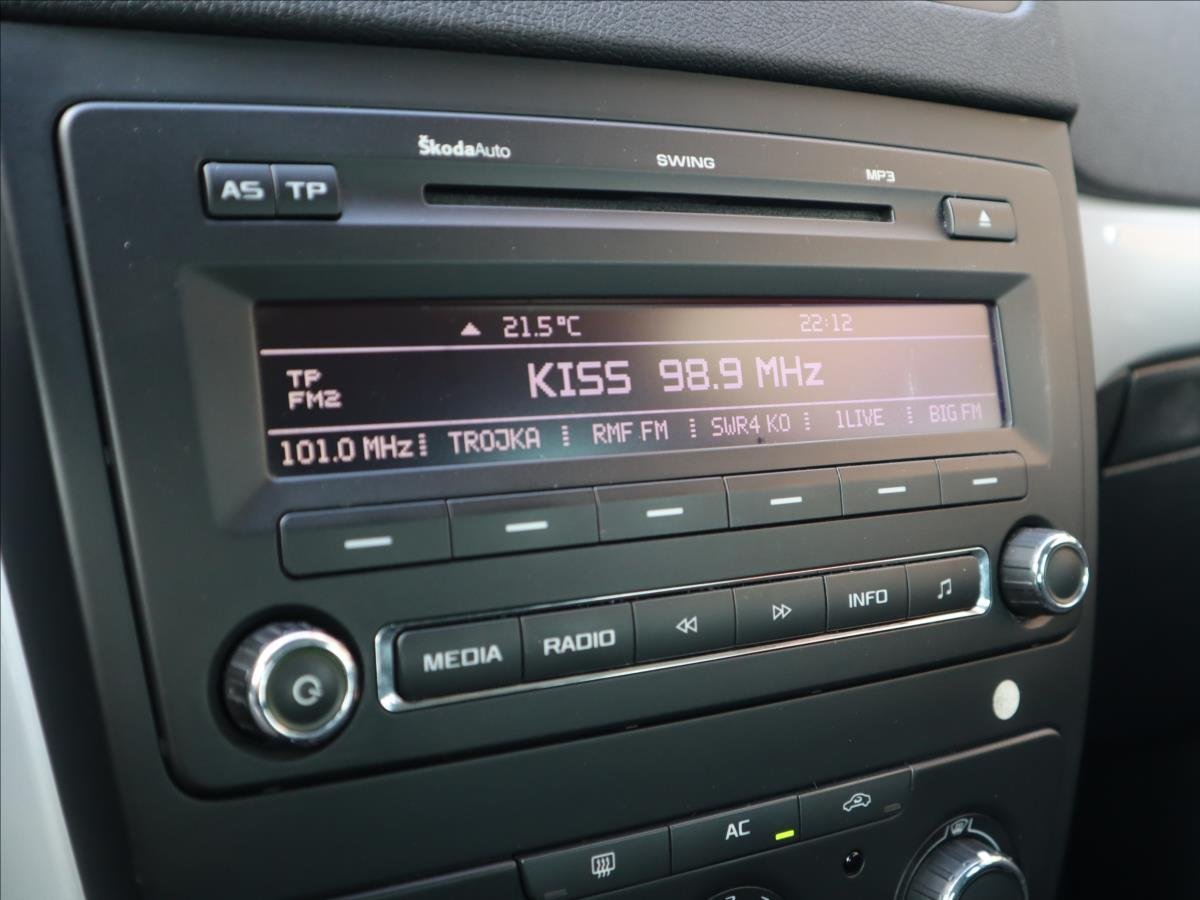 ŠkodaAuto SWING MP3
AS TP
21.5°C 22:12
TP
FM2
KISS 98.9 MHz
101.0 MHz TROJKA RMF FM SWR4 KO 1LIVE BIG FM
MEDIA RADIO INFO
AC